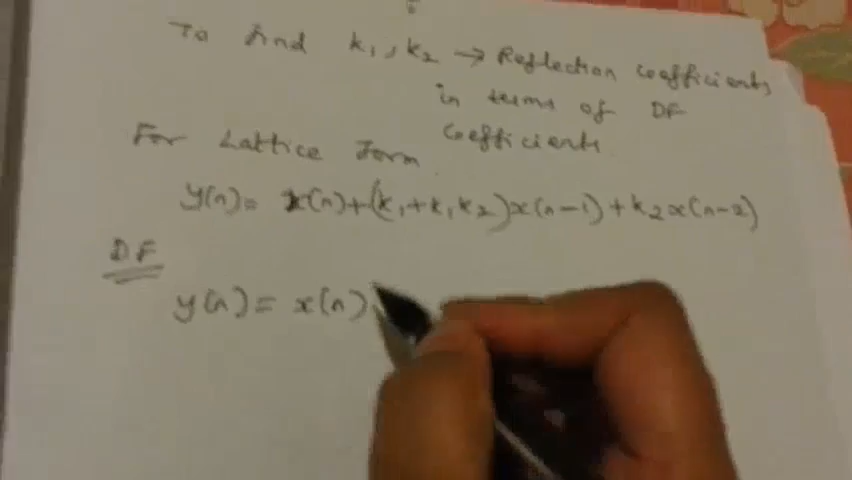 To find k₁, k₂ → Reflection coefficients
in terms of DF
coefficients
For Lattice Form
y(n) = x(n)+(k₁+k₁k₂)x(n-1)+k₂x(n-2)
DF
y(n) = x(n)